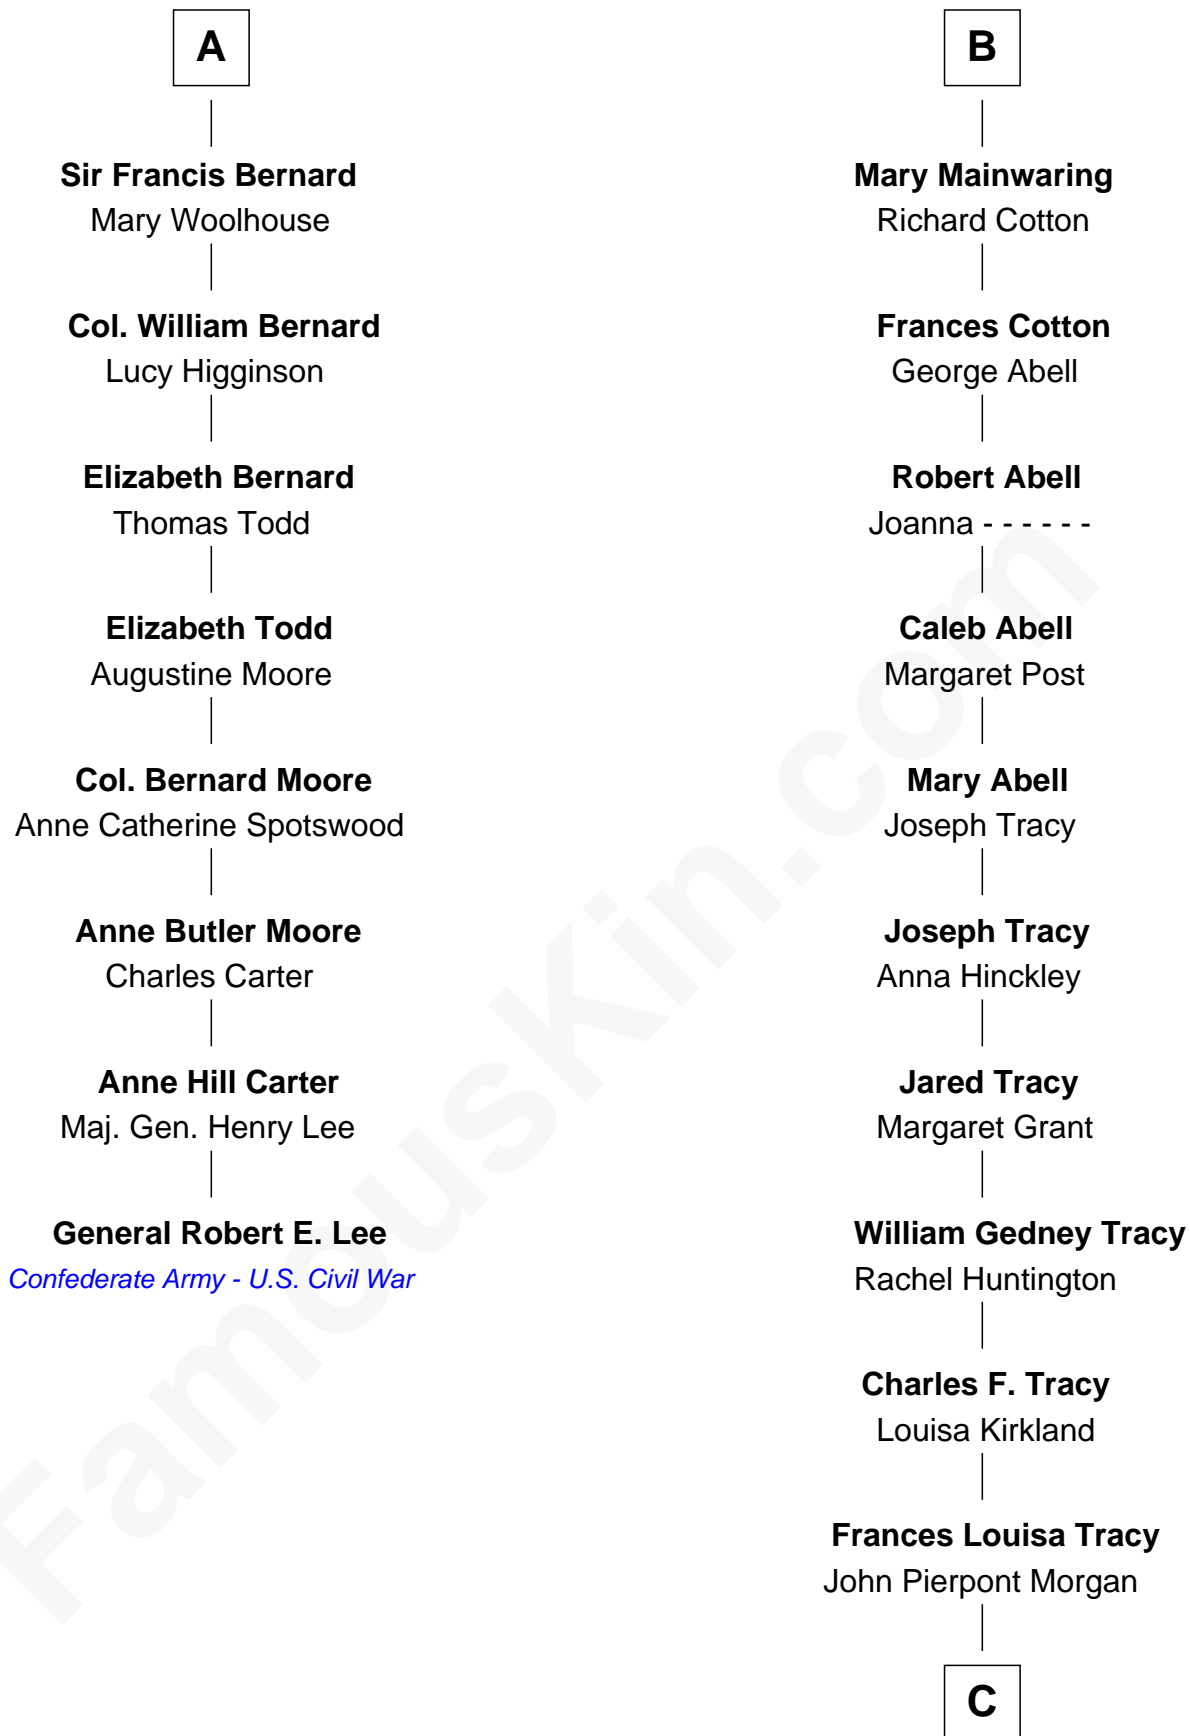 A
Sir Francis Bernard
Mary Woolhouse
Col. William Bernard
Lucy Higginson
Elizabeth Bernard
Thomas Todd
Elizabeth Todd
Augustine Moore
Col. Bernard Moore
Anne Catherine Spotswood
Anne Butler Moore
Charles Carter
Anne Hill Carter
Maj. Gen. Henry Lee
General Robert E. Lee
Confederate Army - U.S. Civil War
B
Mary Mainwaring
Richard Cotton
Frances Cotton
George Abell
Robert Abell
Joanna - - - - - -
Caleb Abell
Margaret Post
Mary Abell
Joseph Tracy
Joseph Tracy
Anna Hinckley
Jared Tracy
Margaret Grant
William Gedney Tracy
Rachel Huntington
Charles F. Tracy
Louisa Kirkland
Frances Louisa Tracy
John Pierpont Morgan
C
FamousKin.com